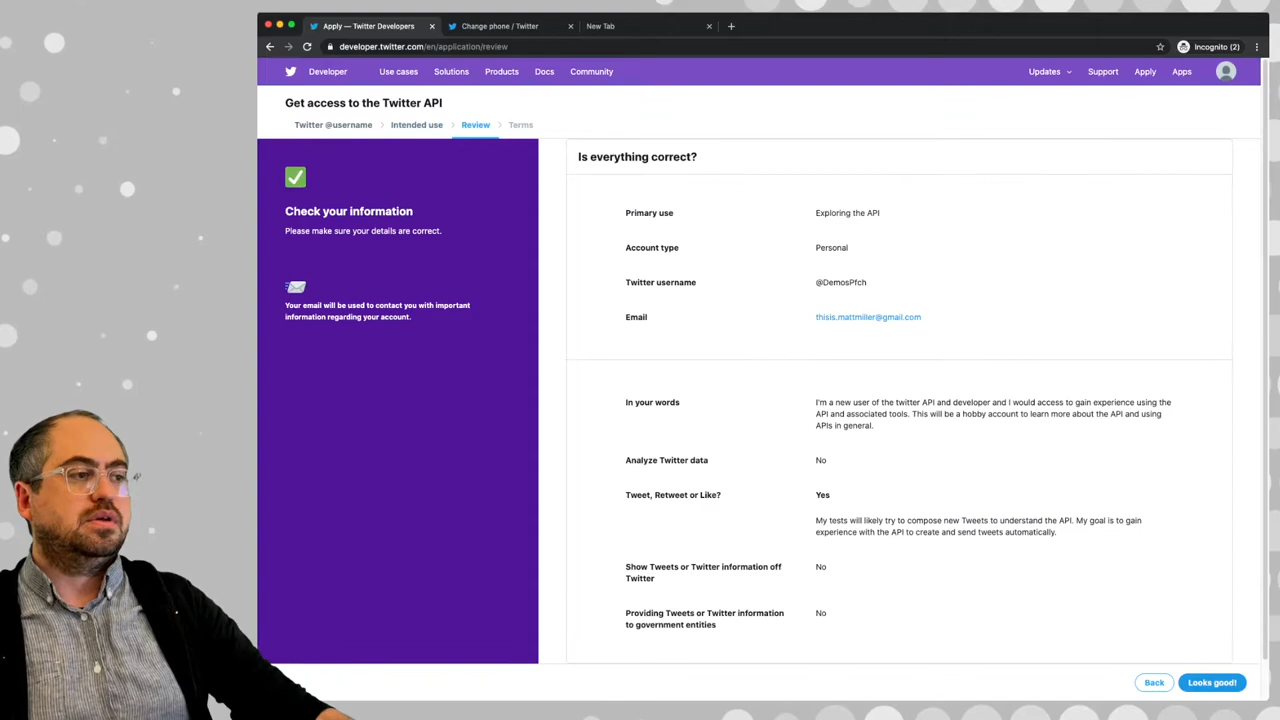 Apply — Twitter Developers
Change phone / Twitter
New Tab
developer.twitter.com/en/application/review
Incognito (2)
Developer
Use cases
Solutions
Products
Docs
Community
Updates
Support
Apply
Apps
Get access to the Twitter API
Twitter @username
Intended use
Review
Terms
Check your information
Please make sure your details are correct.
Your email will be used to contact you with important
information regarding your account.
Is everything correct?
Primary use
Exploring the API
Account type
Personal
Twitter username
@DemosPfch
Email
thisis.mattmiller@gmail.com
In your words
I'm a new user of the twitter API and developer and I would access to gain experience using the
API and associated tools. This will be a hobby account to learn more about the API and using
APIs in general.
Analyze Twitter data
No
Tweet, Retweet or Like?
Yes
My tests will likely try to compose new Tweets to understand the API. My goal is to gain
experience with the API to create and send tweets automatically.
Show Tweets or Twitter information off
Twitter
No
Providing Tweets or Twitter information
to government entities
No
Back
Looks good!